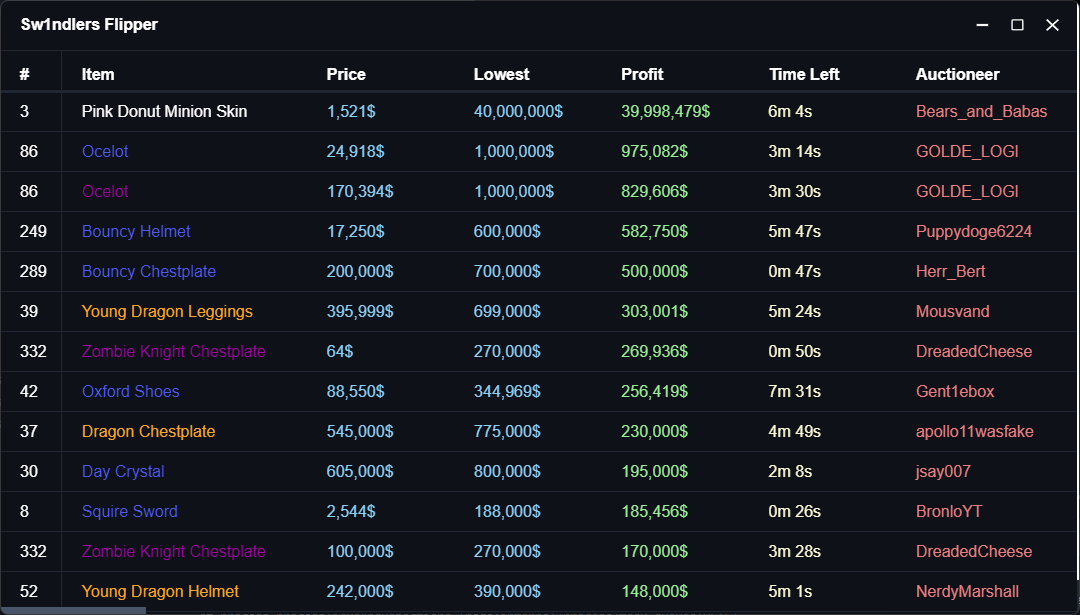 Sw1ndlers Flipper
# Item Price Lowest Profit Time Left Auctioneer
3 Pink Donut Minion Skin 1,521$ 40,000,000$ 39,998,479$ 6m 4s Bears_and_Babas
86 Ocelot 24,918$ 1,000,000$ 975,082$ 3m 14s GOLDE_LOGI
86 Ocelot 170,394$ 1,000,000$ 829,606$ 3m 30s GOLDE_LOGI
249 Bouncy Helmet 17,250$ 600,000$ 582,750$ 5m 47s Puppydoge6224
289 Bouncy Chestplate 200,000$ 700,000$ 500,000$ 0m 47s Herr_Bert
39 Young Dragon Leggings 395,999$ 699,000$ 303,001$ 5m 24s Mousvand
332 Zombie Knight Chestplate 64$ 270,000$ 269,936$ 0m 50s DreadedCheese
42 Oxford Shoes 88,550$ 344,969$ 256,419$ 7m 31s Gent1ebox
37 Dragon Chestplate 545,000$ 775,000$ 230,000$ 4m 49s apollo11wasfake
30 Day Crystal 605,000$ 800,000$ 195,000$ 2m 8s jsay007
8 Squire Sword 2,544$ 188,000$ 185,456$ 0m 26s BronloYT
332 Zombie Knight Chestplate 100,000$ 270,000$ 170,000$ 3m 28s DreadedCheese
52 Young Dragon Helmet 242,000$ 390,000$ 148,000$ 5m 1s NerdyMarshall